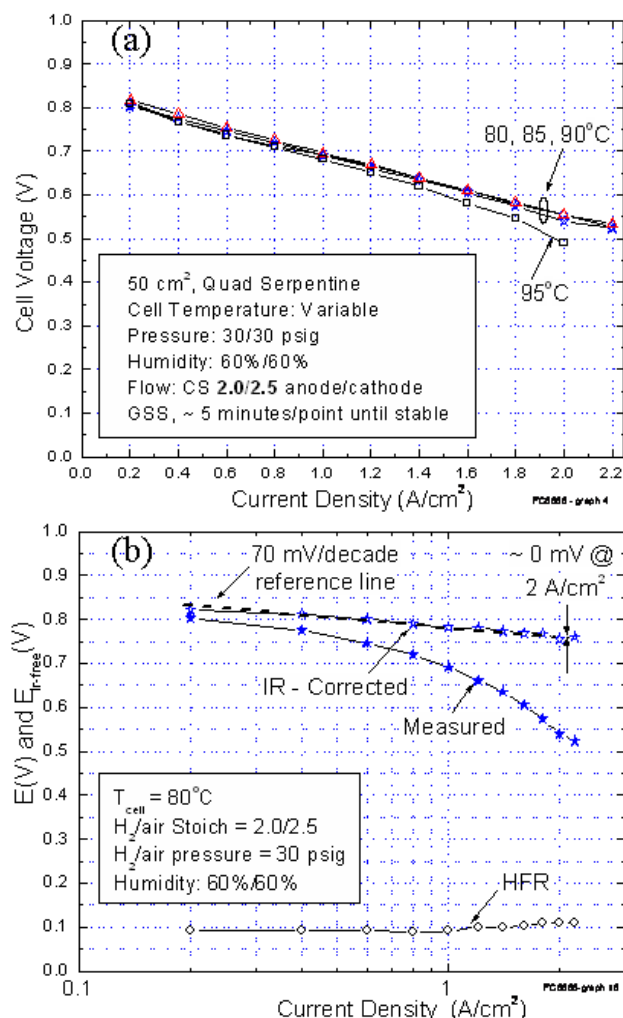 (a)
1.0
0.9
0.8
0.7
0.6
0.5
0.4
0.3
0.2
0.1
0.0
Cell Voltage (V)
80, 85, 90°C
95°C
50 cm², Quad Serpentine
Cell Temperature: Variable
Pressure: 30/30 psig
Humidity: 60%/60%
Flow: CS 2.0/2.5 anode/cathode
GSS, ~ 5 minutes/point until stable
0.0 0.2 0.4 0.6 0.8 1.0 1.2 1.4 1.6 1.8 2.0 2.2
Current Density (A/cm²)
(b)
1.0
0.9
0.8
0.7
0.6
0.5
0.4
0.3
0.2
0.1
0.0
E(V) and E Ir-free (V)
70 mV/decade
reference line
~ 0 mV @
2 A/cm²
IR - Corrected
Measured
T cell = 80°C
H₂/air Stoich = 2.0/2.5
H₂/air pressure = 30 psig
Humidity: 60%/60%
HFR
0.1 1
Current Density (A/cm²)